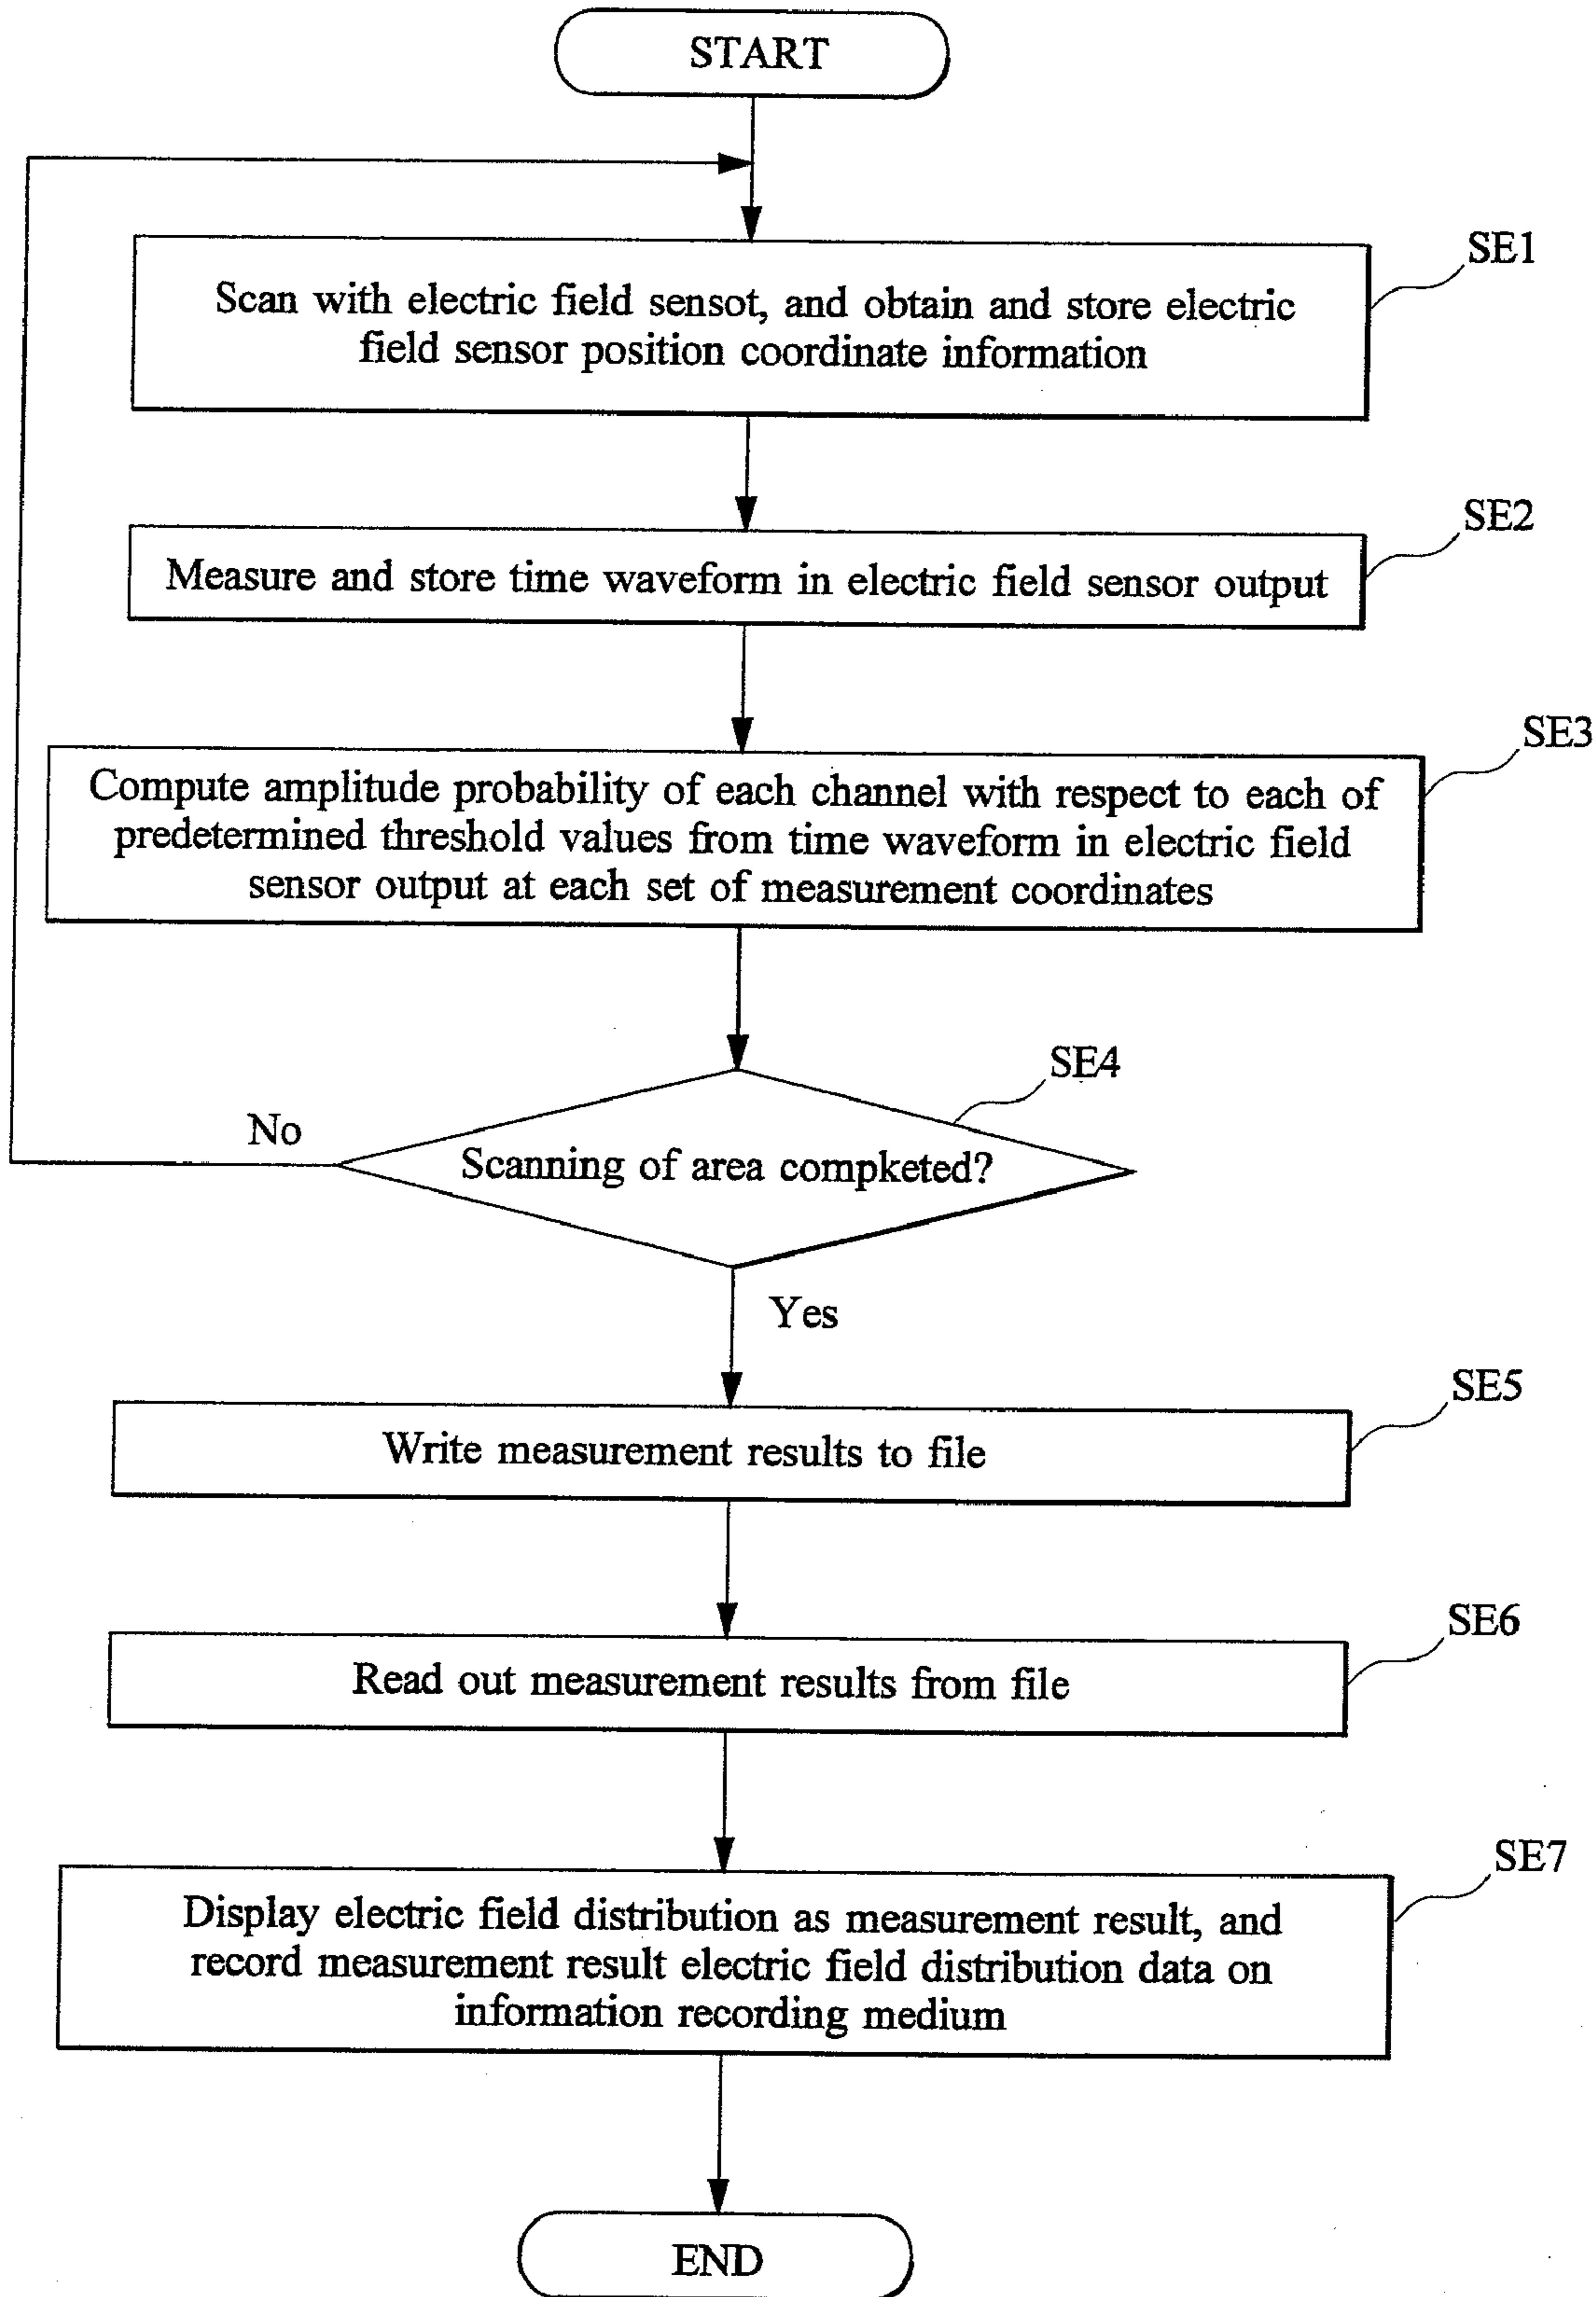 START
SE1
Scan with electric field sensot, and obtain and store electric
field sensor position coordinate information
SE2
Measure and store time waveform in electric field sensor output
SE3
Compute amplitude probability of each channel with respect to each of
predetermined threshold values from time waveform in electric field
sensor output at each set of measurement coordinates
SE4
No
Scanning of area compketed?
Yes
SE5
Write measurement results to file
SE6
Read out measurement results from file
SE7
Display electric field distribution as measurement result, and
record measurement result electric field distribution data on
information recording medium
END